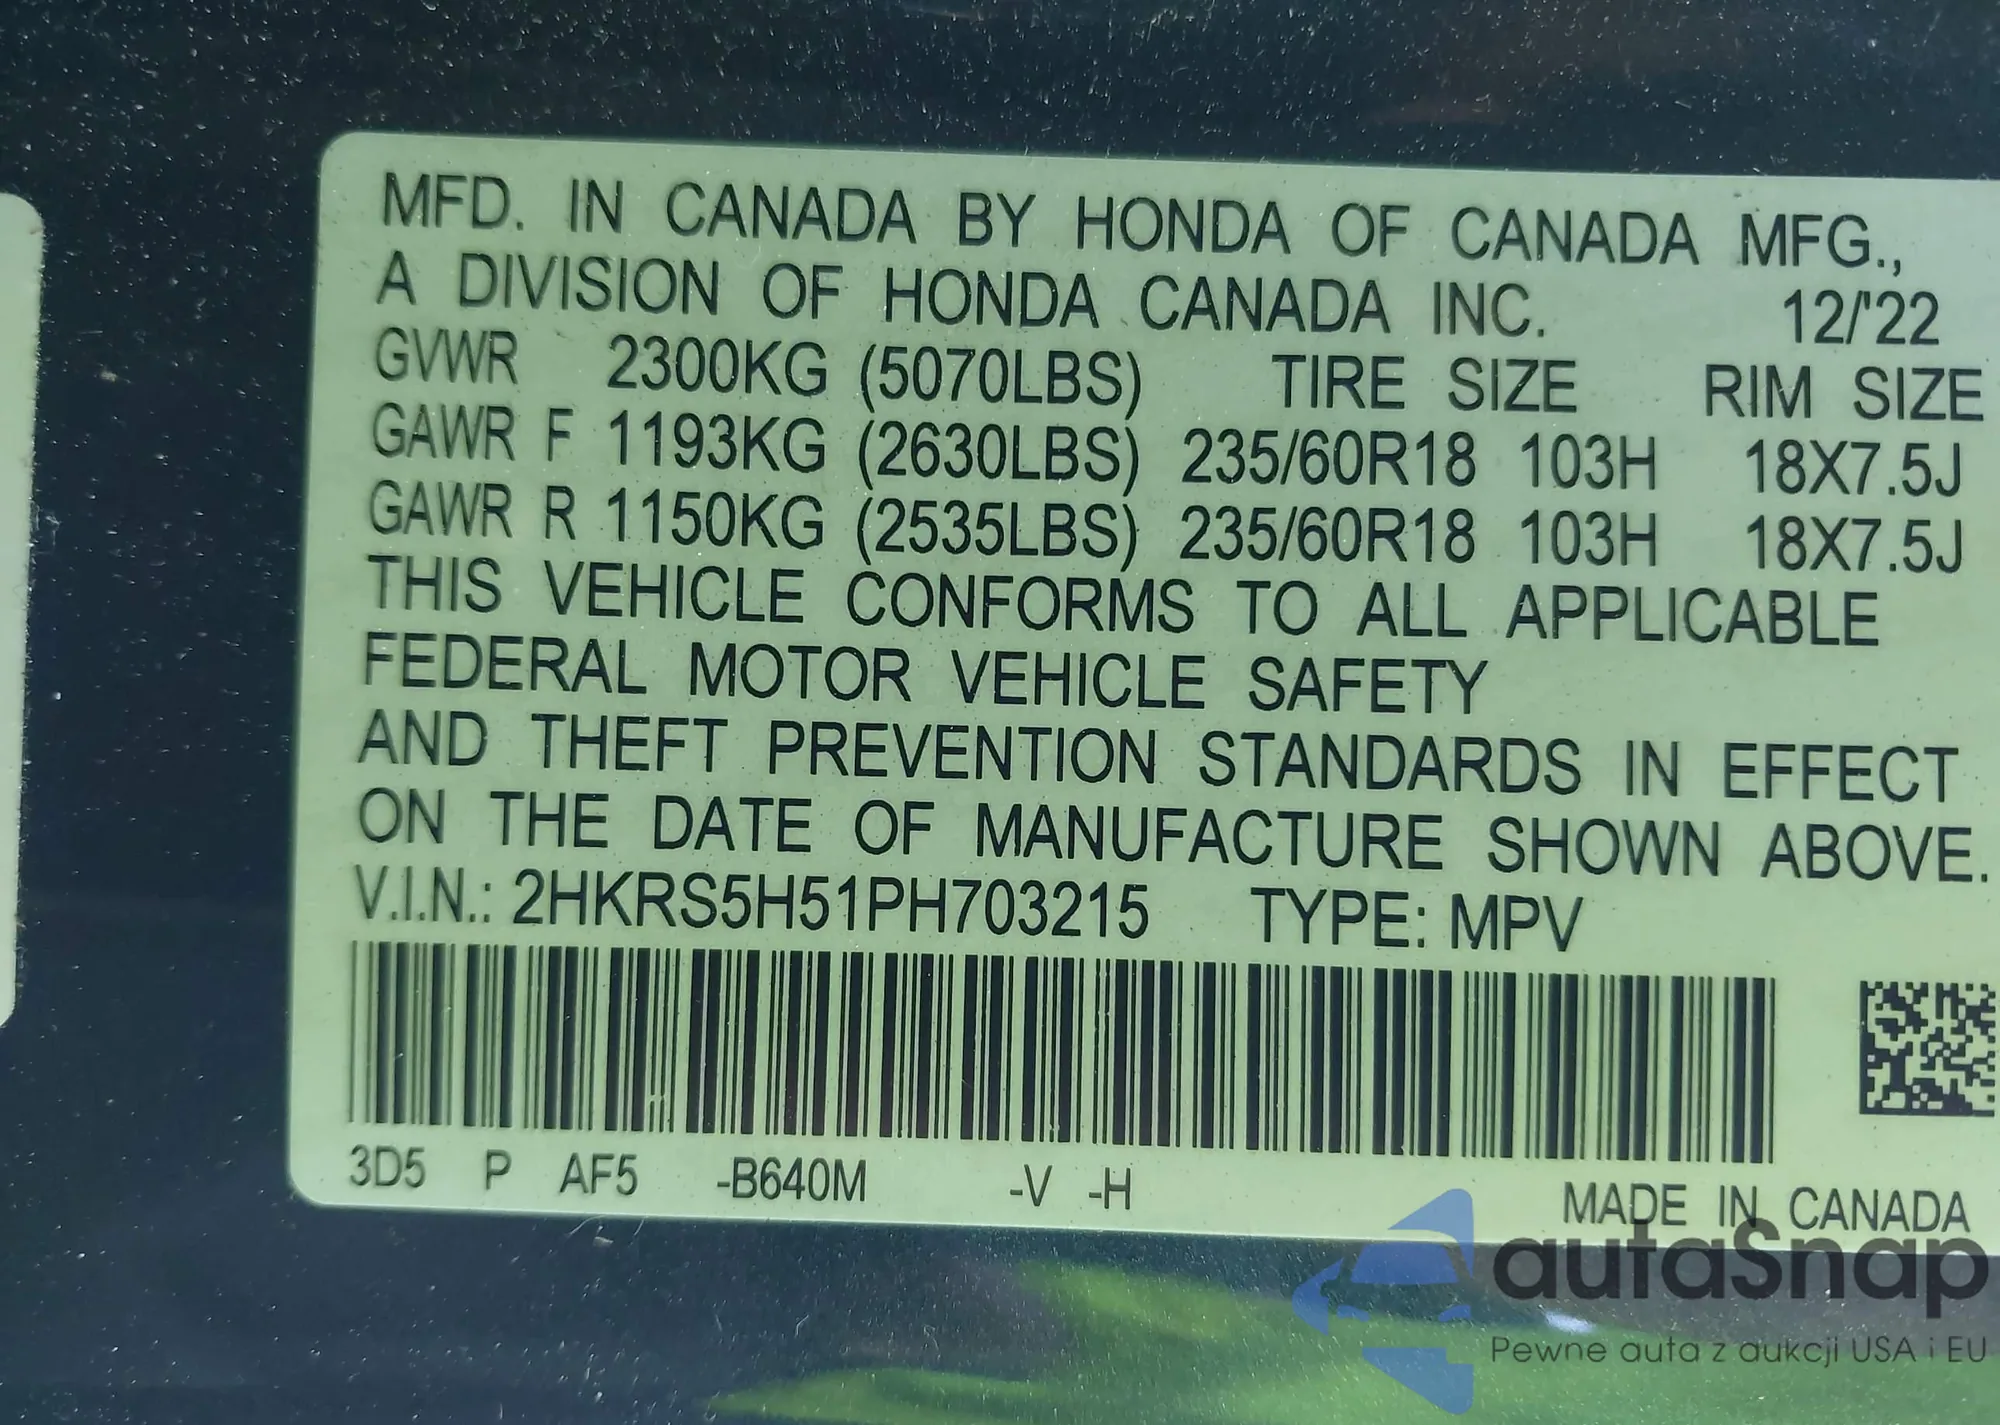 MFD. IN CANADA BY HONDA OF CANADA MFG.,
A DIVISION OF HONDA CANADA INC. 12/'22
GVWR 2300KG (5070LBS) TIRE SIZE RIM SIZE
GAWR F 1193KG (2630LBS) 235/60R18 103H 18X7.5J
GAWR R 1150KG (2535LBS) 235/60R18 103H 18X7.5J
THIS VEHICLE CONFORMS TO ALL APPLICABLE
FEDERAL MOTOR VEHICLE SAFETY
AND THEFT PREVENTION STANDARDS IN EFFECT
ON THE DATE OF MANUFACTURE SHOWN ABOVE.
V.I.N.: 2HKRS5H51PH703215 TYPE: MPV
3D5 P AF5 -B640M -V -H
MADE IN CANADA
autaSnap
Pewne auta z aukcji USA i EU